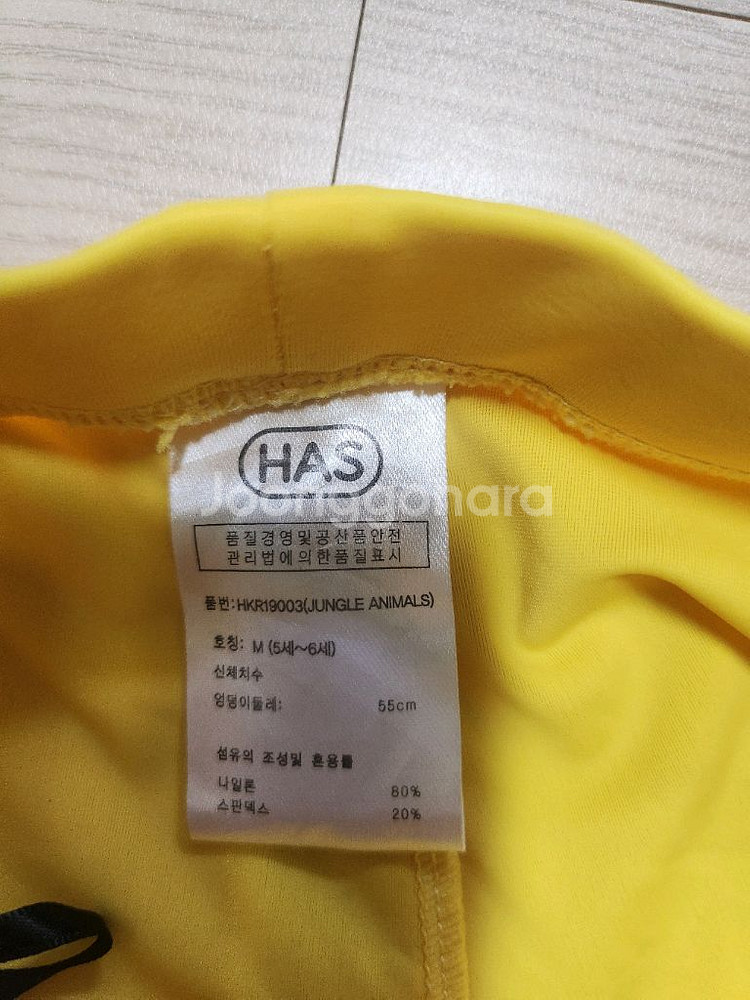 HAS
Joonggonara
품질경영및공산품안전
관리법에의한품질표시
품번:HKR19003(JUNGLE ANIMALS)
호칭: M (5세~6세)
신체치수
엉덩이둘레: 55cm
섬유의 조성및 혼용률
나일론 80%
스판덱스 20%